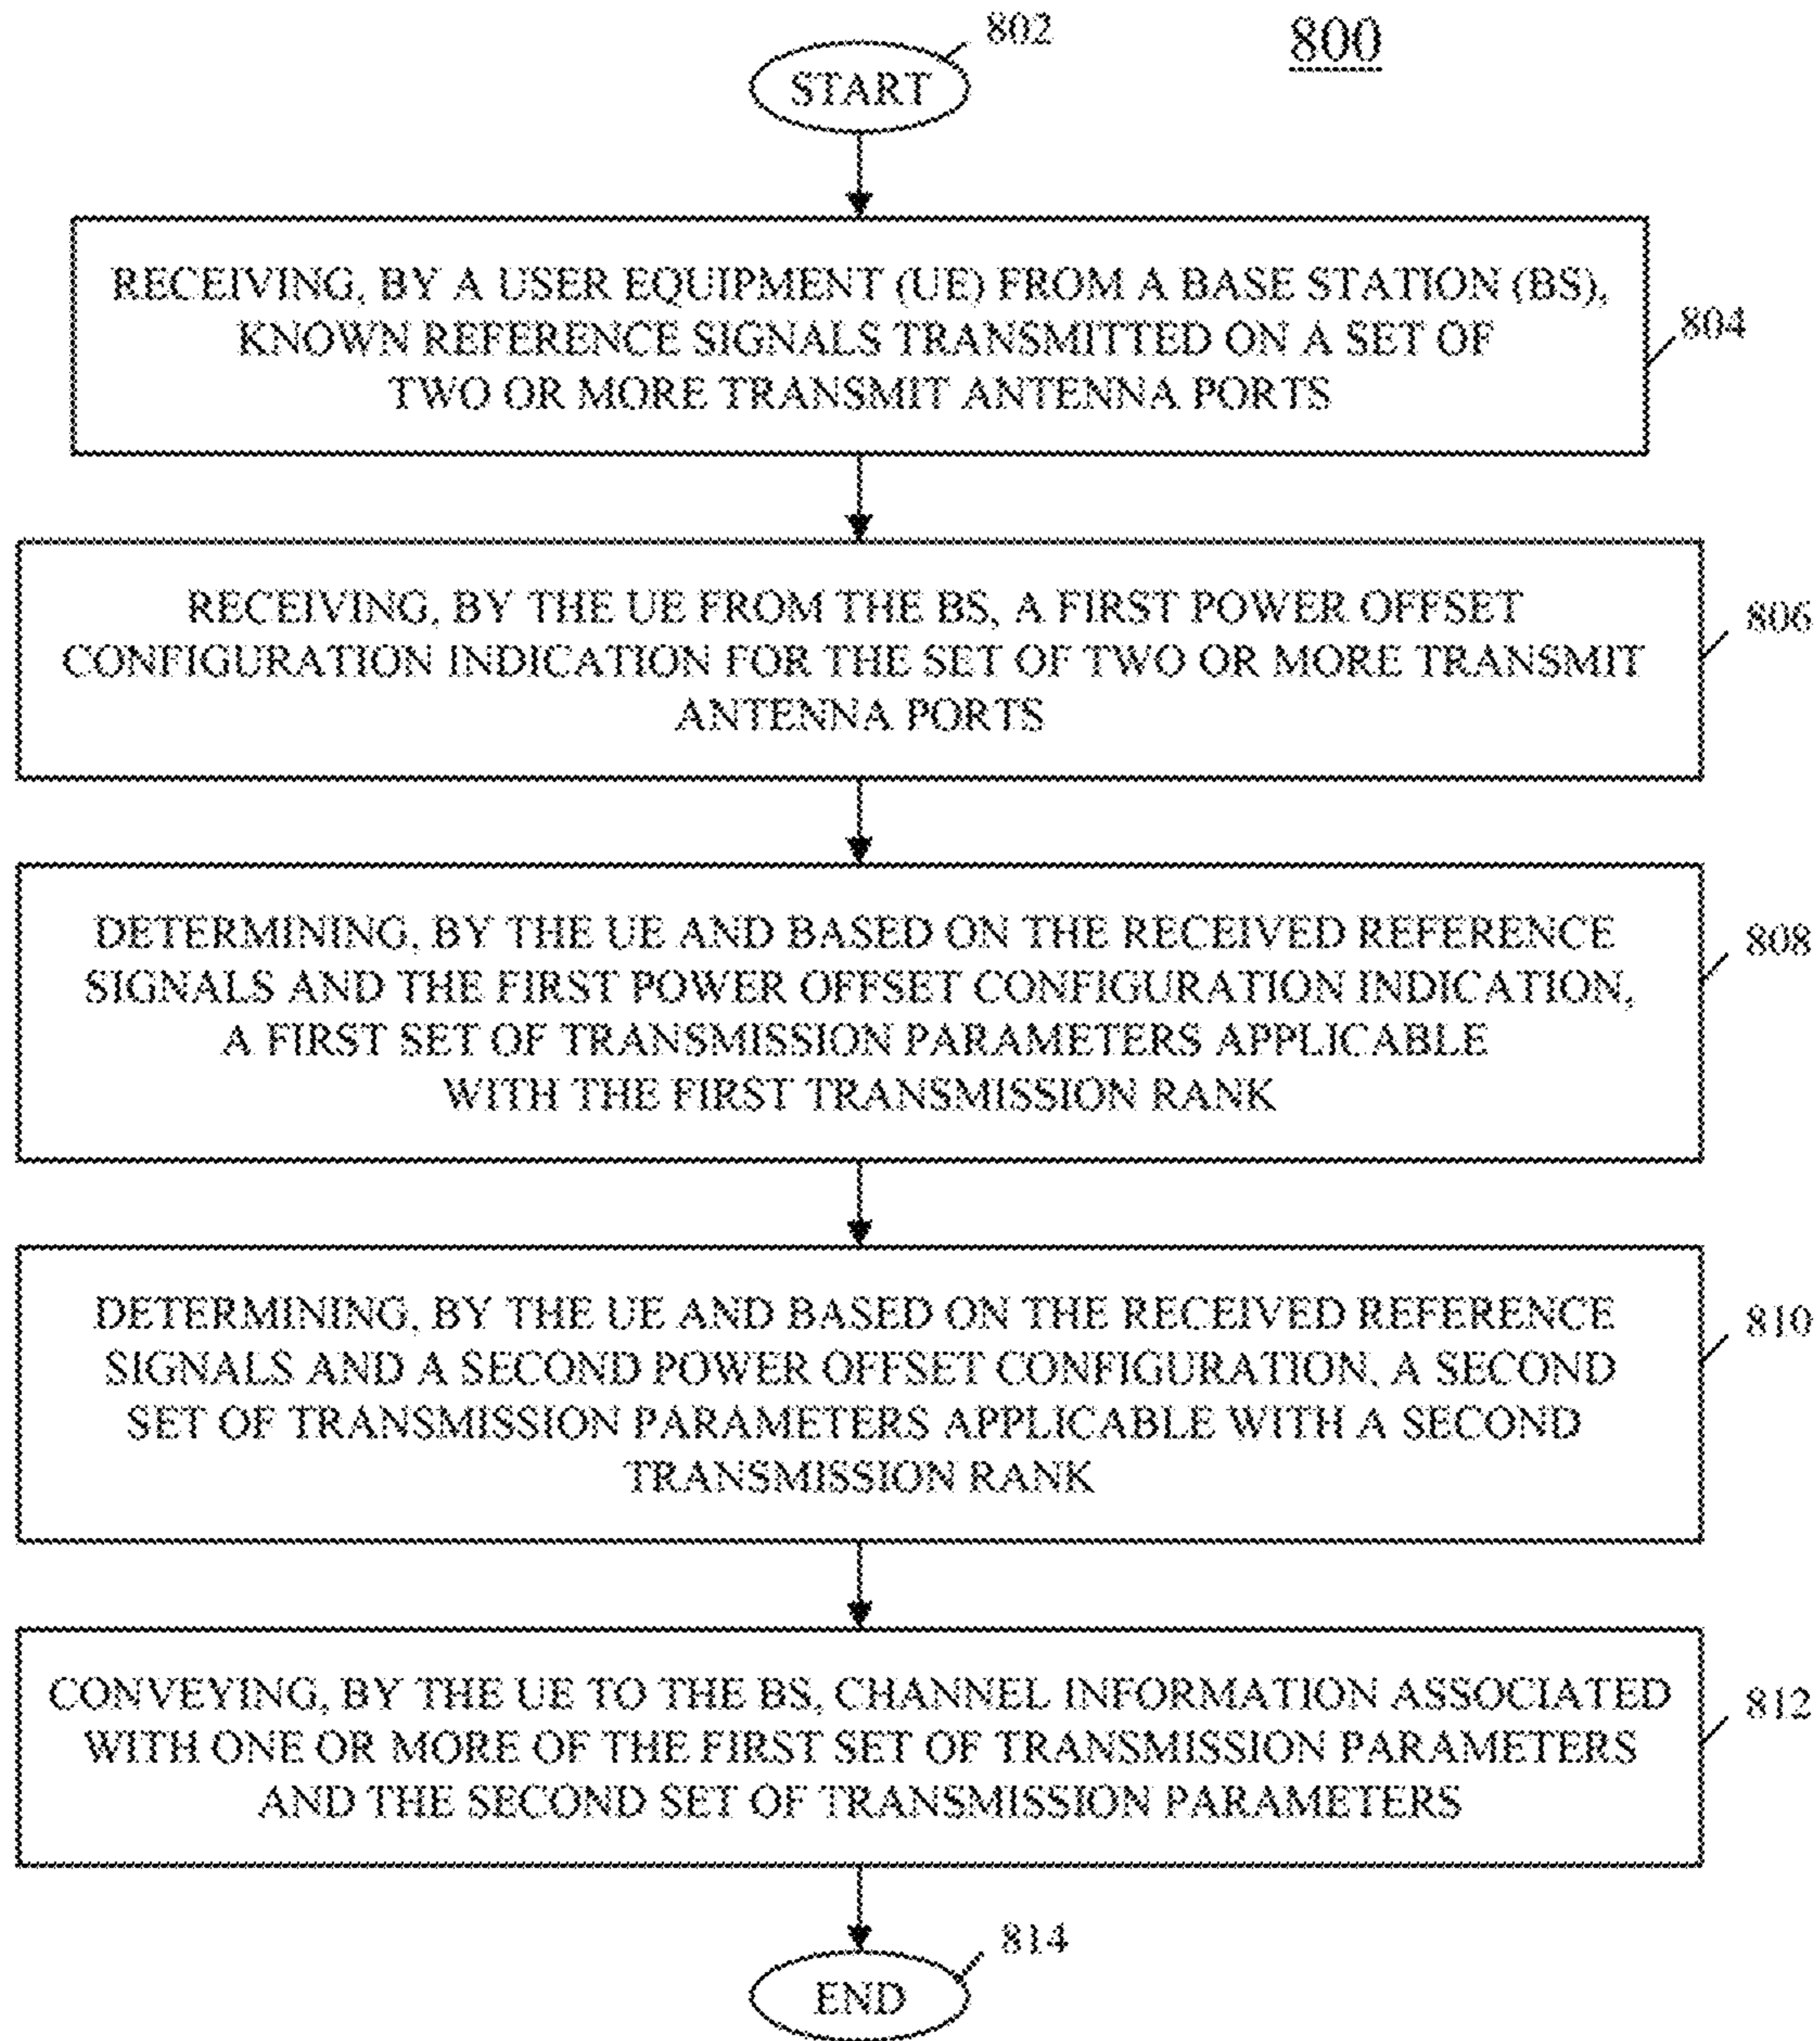 800
802
START
RECEIVING, BY A USER EQUIPMENT (UE) FROM A BASE STATION (BS),
KNOWN REFERENCE SIGNALS TRANSMITTED ON A SET OF
TWO OR MORE TRANSMIT ANTENNA PORTS
804
RECEIVING, BY THE UE FROM THE BS, A FIRST POWER OFFSET
CONFIGURATION INDICATION FOR THE SET OF TWO OR MORE TRANSMIT
ANTENNA PORTS
806
DETERMINING, BY THE UE AND BASED ON THE RECEIVED REFERENCE
SIGNALS AND THE FIRST POWER OFFSET CONFIGURATION INDICATION,
A FIRST SET OF TRANSMISSION PARAMETERS APPLICABLE
WITH THE FIRST TRANSMISSION RANK
808
DETERMINING, BY THE UE AND BASED ON THE RECEIVED REFERENCE
SIGNALS AND A SECOND POWER OFFSET CONFIGURATION, A SECOND
SET OF TRANSMISSION PARAMETERS APPLICABLE WITH A SECOND
TRANSMISSION RANK
810
CONVEYING, BY THE UE TO THE BS, CHANNEL INFORMATION ASSOCIATED
WITH ONE OR MORE OF THE FIRST SET OF TRANSMISSION PARAMETERS
AND THE SECOND SET OF TRANSMISSION PARAMETERS
812
814
END